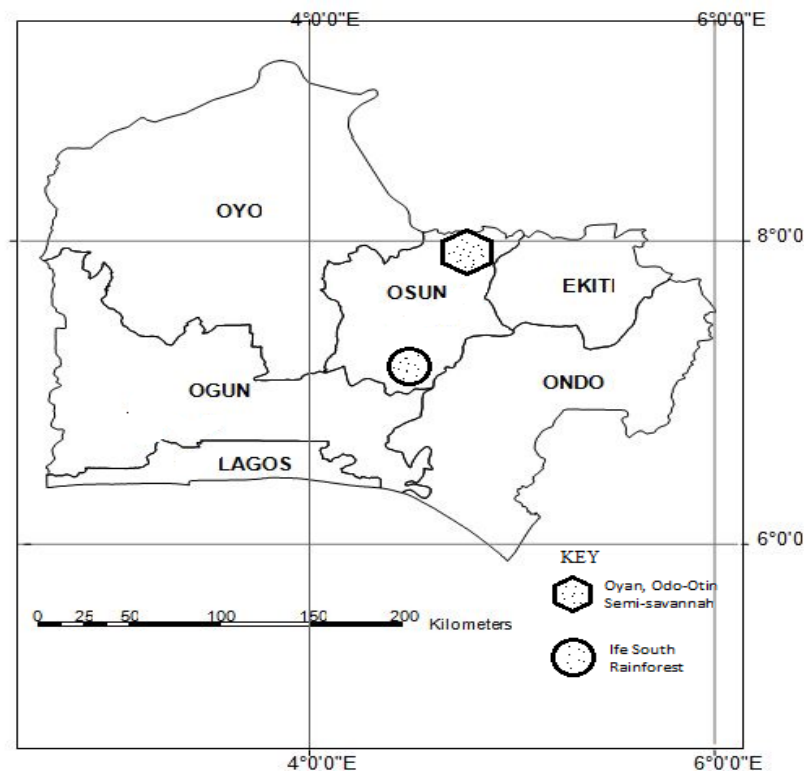 4°0'0"E
6°0'0"E
OYO
8°0'0
OSUN
EKITI
OGUN
ONDO
LAGOS
6°0'0
KEY
Oyan, Odo-Otin
Semi-savannah
0 25 50 100 150 200
Kilometers
Ife South
Rainforest
4°0'0"E
6°0'0"E